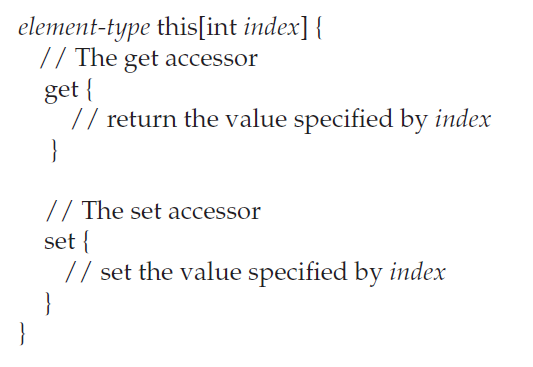 element-type this[int index] {
// The get accessor
get {
// return the value specified by index
}
// The set accessor
set {
// set the value specified by index
}
}